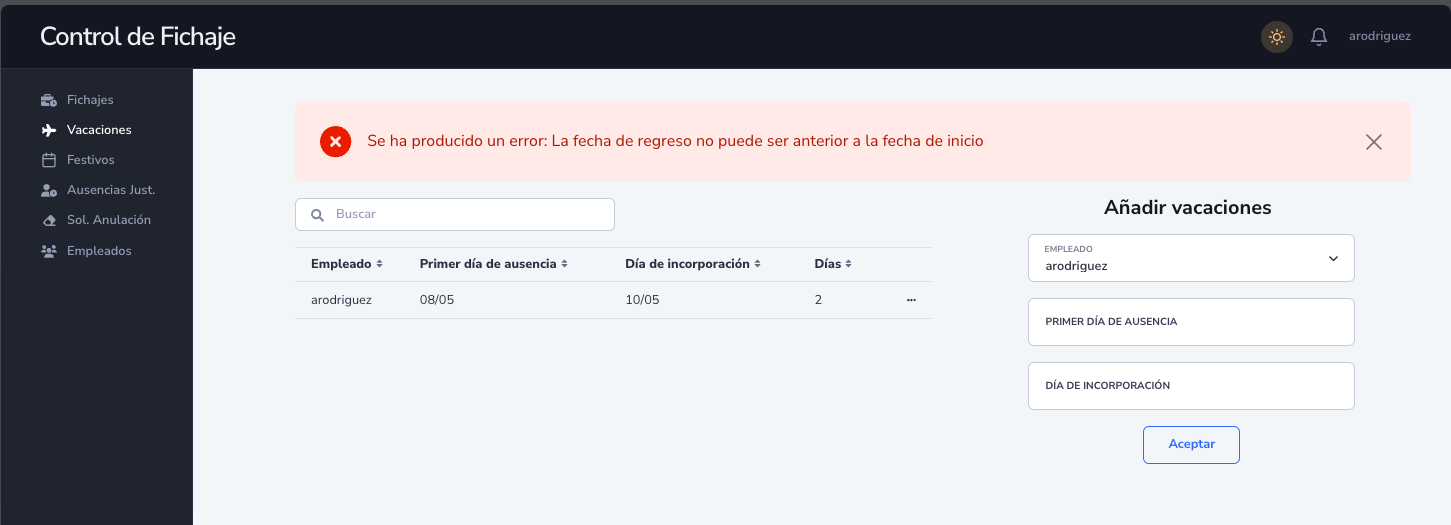 Control de Fichaje
arodriguez
Fichajes
Vacaciones
Festivos
Ausencias Just.
Sol. Anulación
Empleados
Se ha producido un error: La fecha de regreso no puede ser anterior a la fecha de inicio
Buscar
Empleado Primer día de ausencia Día de incorporación Días
arodriguez 08/05 10/05 2 ...
Añadir vacaciones
EMPLEADO
arodriguez
PRIMER DÍA DE AUSENCIA
DÍA DE INCORPORACIÓN
Aceptar